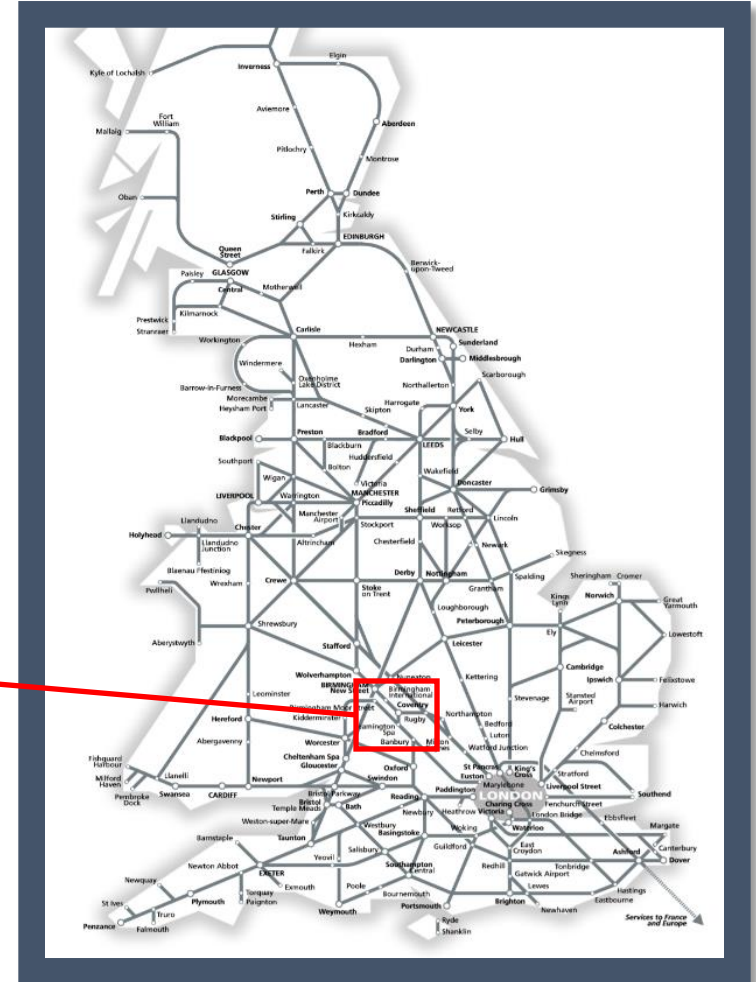 Elgin
Inverness
Kyle of Lochalsh
Aviemore
Fort
William
Mallaig
Aberdeen
Pitlochry
Montrose
Perth
Dundee
Oban
Stirling
Kirkcaldy
EDINBURGH
Queen
Street
Falkirk
Berwick-
upon-Tweed
Paisley
GLASGOW
Central
Motherwell
Prestwick
Kilmarnock
Stranraer
Carlisle
NEWCASTLE
Workington
Hexham
Sunderland
Durham
Darlington
Middlesbrough
Windermere
Scarborough
Oxenholme
Lake District
Barrow-in-Furness
Northallerton
Morecambe
Heysham Port
Lancaster
Harrogate
York
Skipton
Blackpool
Preston
Bradford
Selby
Hull
Blackburn
LEEDS
Huddersfield
Southport
Bolton
Wakefield
Wigan
Victoria
Doncaster
Grimsby
LIVERPOOL
Warrington
MANCHESTER
Piccadilly
Manchester
Airport
Sheffield
Retford
Lincoln
Llandudno
Stockport
Worksop
Holyhead
Chester
Llandudno
Junction
Altrincham
Chesterfield
Newark
Skegness
Blaenau Ffestiniog
Derby
Nottingham
Pwllheli
Wrexham
Crewe
Stoke
on Trent
Grantham
Spalding
Sheringham
Cromer
Kings
Lynn
Norwich
Great
Yarmouth
Loughborough
Peterborough
Shrewsbury
Ely
Lowestoft
Aberystwyth
Stafford
Leicester
Wolverhampton
Nuneaton
Kettering
Cambridge
BIRMINGHAM
New Street
Birmingham
International
Ipswich
Felixstowe
Leominster
Coventry
Stevenage
Stansted
Airport
Harwich
Birmingham Moor Street
Kidderminster
Rugby
Northampton
Hereford
Leamington
Spa
Bedford
Colchester
Worcester
Banbury
Luton
Abergavenny
Watford Junction
Chelmsford
Cheltenham Spa
Gloucester
Oxford
St Pancras
King's
Cross
Fishguard
Harbour
Euston
Stratford
Llanelli
Newport
Swindon
Marylebone
Liverpool Street
Milford
Haven
Paddington
LONDON
Southend
Pembroke
Dock
Swansea
CARDIFF
Bristol Parkway
Reading
Charing Cross
Fenchurch Street
Bristol
Temple Meads
Bath
Newbury
Heathrow
Victoria
London Bridge
Ebbsfleet
Weston-super-Mare
Westbury
Waterloo
Margate
Barnstaple
Taunton
Basingstoke
Woking
East
Croydon
Canterbury
Yeovil
Salisbury
Guildford
Ashford
Dover
Newton Abbot
EXETER
Southampton
Central
Redhill
Tonbridge
Gatwick Airport
Newquay
Exmouth
Poole
Lewes
Hastings
Torquay
Paignton
Bournemouth
Eastbourne
St Ives
Plymouth
Weymouth
Portsmouth
Brighton
Newhaven
Truro
Penzance
Falmouth
Ryde
Shanklin
Services to France
and Europe